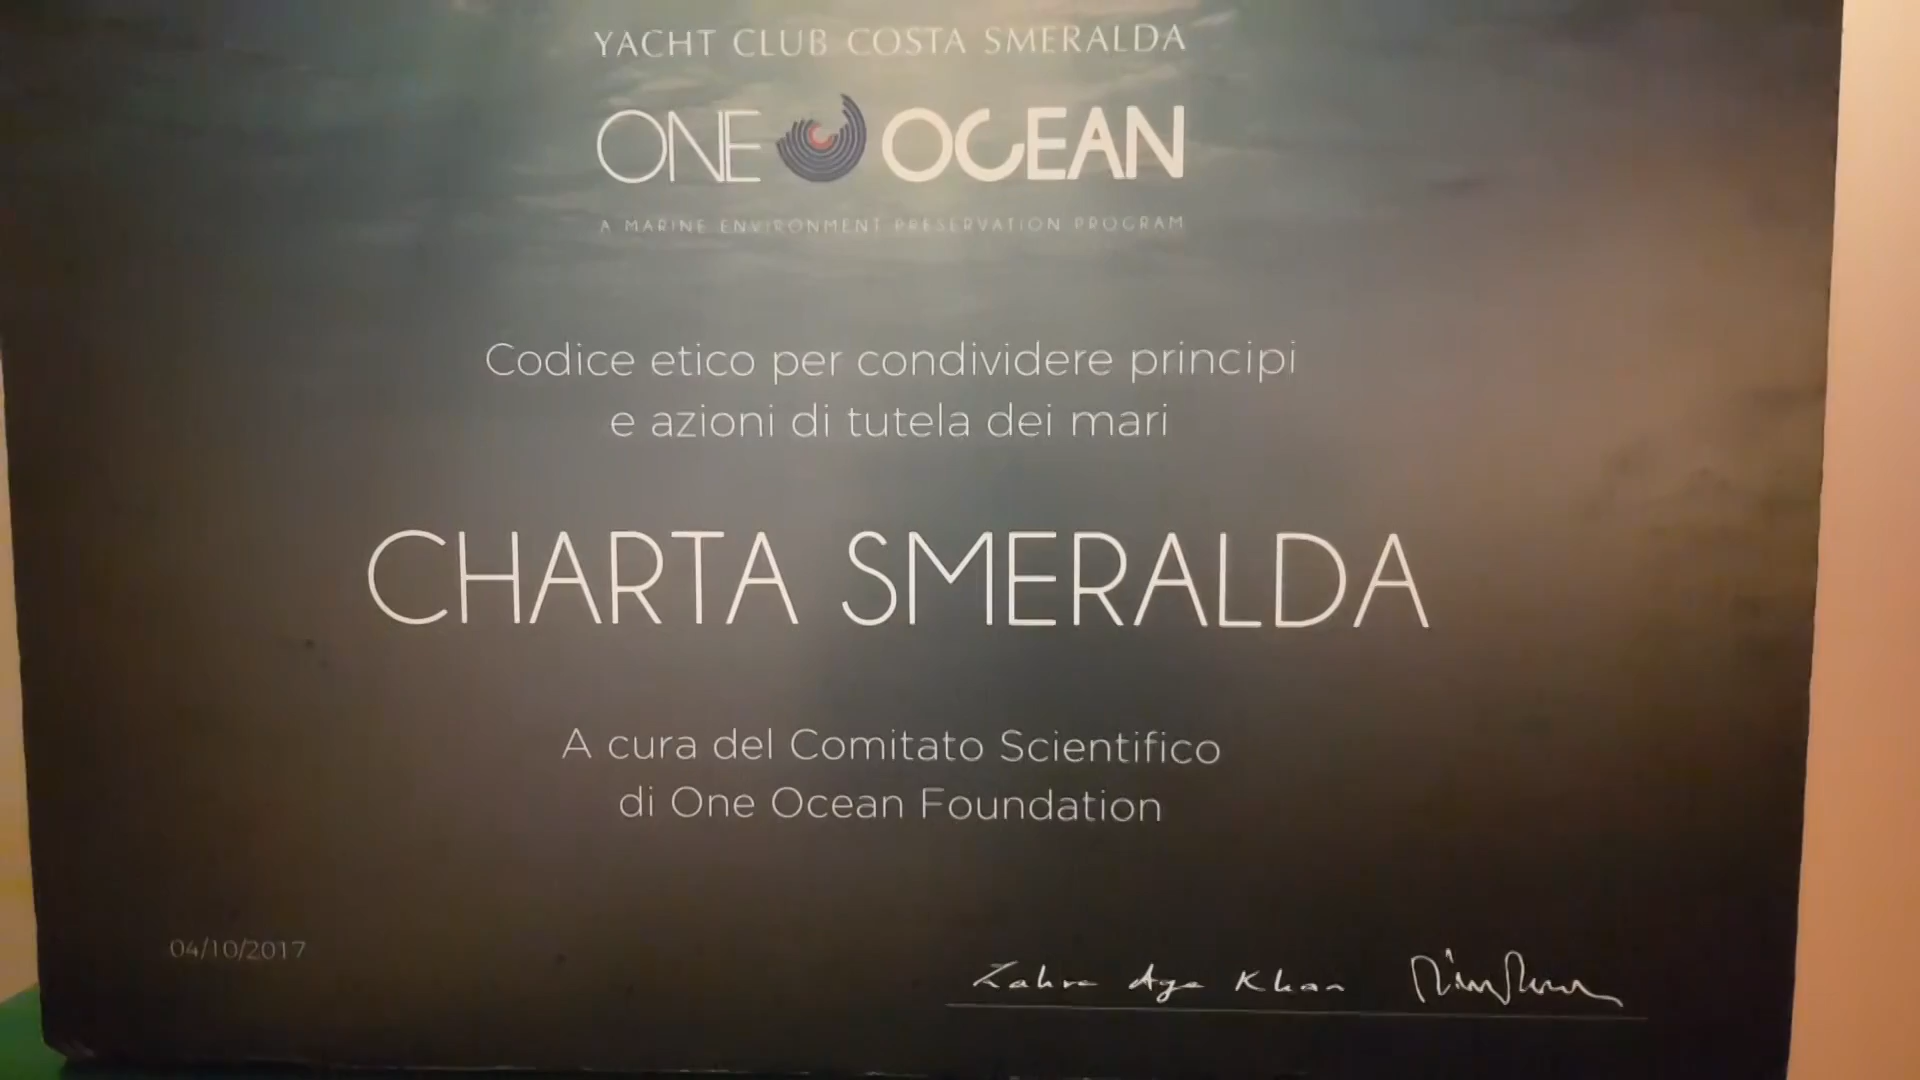 YACHT CLUB COSTA SMERALDA
ONE OCEAN
A MARINE ENVIRONMENT PRESERVATION PROGRAM
Codice etico per condividere principi
e azioni di tutela dei mari
CHARTA SMERALDA
A cura del Comitato Scientifico
di One Ocean Foundation
04/10/2017
Zahra Aga Khan